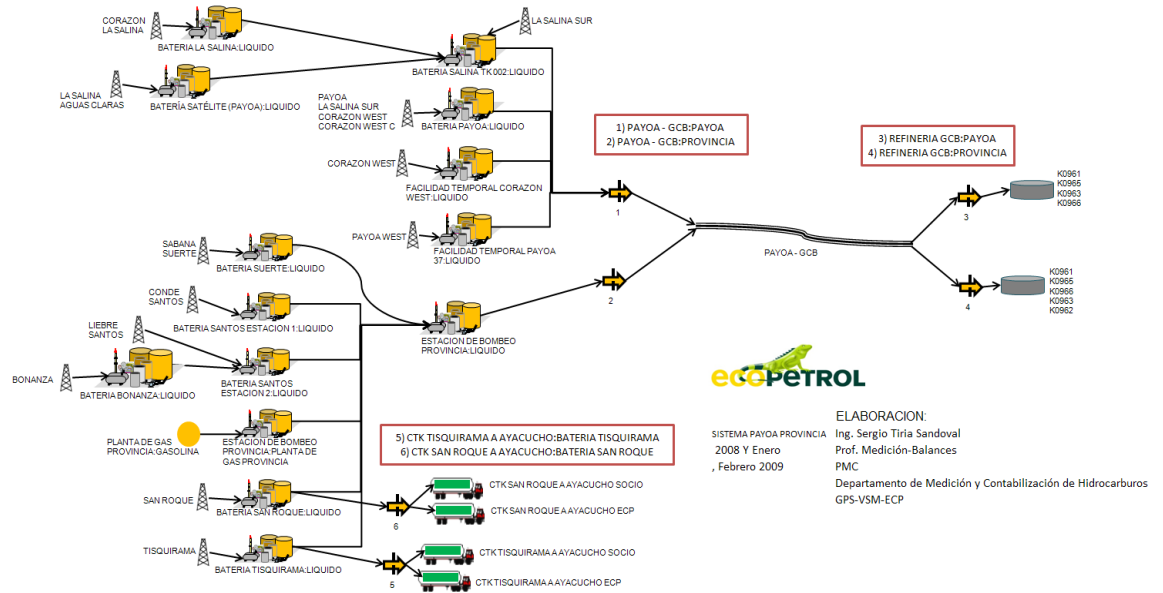 CORAZON
LA SALINA
LA SALINA SUR
BATERIA LA SALINA:LIQUIDO
BATERIA SALINA TK 002:LIQUIDO
LA SALINA
AGUAS CLARAS
BATERÍA SATÉLITE (PAYOA):LIQUIDO
PAYOA
LA SALINA SUR
CORAZON WEST
CORAZON WEST C
BATERIA PAYOA:LIQUIDO
1) PAYOA - GCB:PAYOA
2) PAYOA - GCB:PROVINCIA
3) REFINERIA GCB:PAYOA
4) REFINERIA GCB:PROVINCIA
CORAZON WEST
FACILIDAD TEMPORAL CORAZON
WEST:LIQUIDO
K0961
K0965
K0963
K0966
1
3
PAYOA WEST
FACILIDAD TEMPORAL PAYOA
37:LIQUIDO
PAYOA - GCB
SABANA
SUERTE
BATERIA SUERTE:LIQUIDO
2
4
K0961
K0965
K0966
K0963
K0962
CONDE
SANTOS
BATERIA SANTOS ESTACION 1:LIQUIDO
ESTACION DE BOMBEO
PROVINCIA:LIQUIDO
LIEBRE
SANTOS
BONANZA
BATERIA BONANZA:LIQUIDO
BATERIA SANTOS
ESTACION 2:LIQUIDO
ecopetrol
PLANTA DE GAS
PROVINCIA:GASOLINA
ESTACION DE BOMBEO
PROVINCIA:PLANTA DE
GAS PROVINCIA
5) CTK TISQUIRAMA A AYACUCHO:BATERIA TISQUIRAMA
6) CTK SAN ROQUE A AYACUCHO:BATERIA SAN ROQUE
SISTEMA PAYOA PROVINCIA
2008 Y Enero
, Febrero 2009
ELABORACION:
Ing. Sergio Tiria Sandoval
Prof. Medición-Balances
PMC
Departamento de Medición y Contabilización de Hidrocarburos
GPS-VSM-ECP
SAN ROQUE
BATERIA SAN ROQUE:LIQUIDO
6
CTK SAN ROQUE A AYACUCHO SOCIO
CTK SAN ROQUE A AYACUCHO ECP
TISQUIRAMA
BATERIA TISQUIRAMA:LIQUIDO
5
CTK TISQUIRAMA A AYACUCHO SOCIO
CTK TISQUIRAMA A AYACUCHO ECP